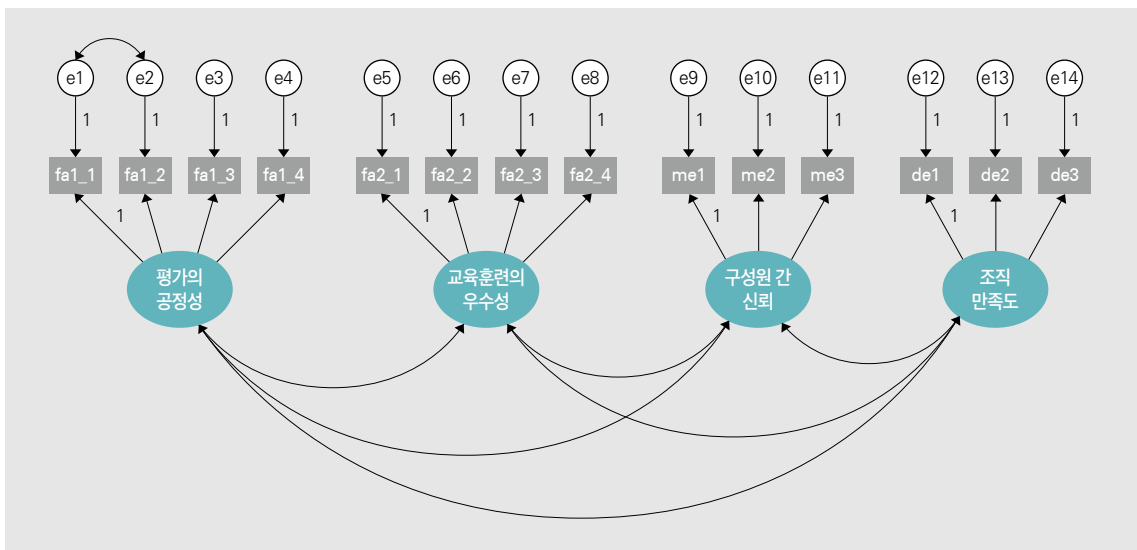 e1 e2 e3 e4 e5 e6 e7 e8 e9 e10 e11 e12 e13 e14
1 1 1 1 1 1 1 1 1 1 1 1 1 1
fa1_1 fa1_2 fa1_3 fa1_4 fa2_1 fa2_2 fa2_3 fa2_4 me1 me2 me3 de1 de2 de3
1 1 1 1
평가의 교육훈련의 구성원 간 조직
공정성 우수성 신뢰 만족도